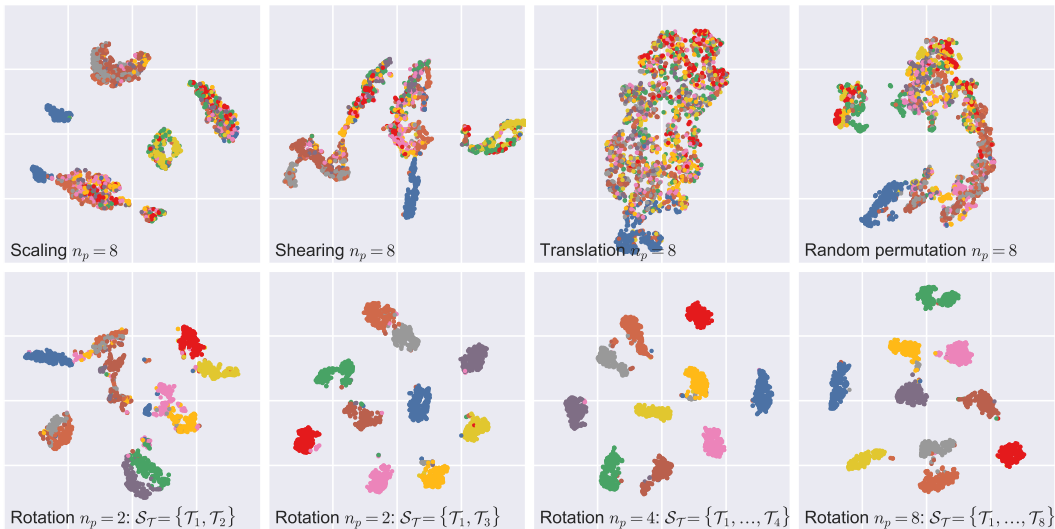 Scaling $n_p = 8$
Shearing $n_p = 8$
Translation $n_p = 8$
Random permutation $n_p = 8$
Rotation $n_p = 2$: $\mathcal{S}_{\mathcal{T}} = \{\mathcal{T}_1, \mathcal{T}_2\}$
Rotation $n_p = 2$: $\mathcal{S}_{\mathcal{T}} = \{\mathcal{T}_1, \mathcal{T}_3\}$
Rotation $n_p = 4$: $\mathcal{S}_{\mathcal{T}} = \{\mathcal{T}_1, \ldots, \mathcal{T}_4\}$
Rotation $n_p = 8$: $\mathcal{S}_{\mathcal{T}} = \{\mathcal{T}_1, \ldots, \mathcal{T}_8\}$